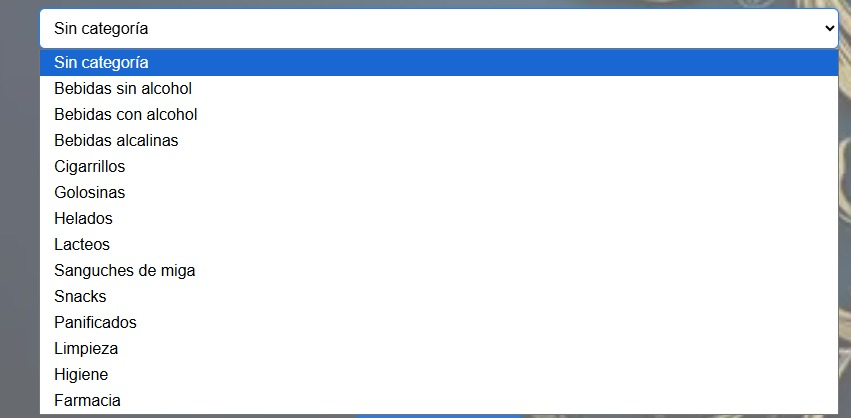 Sin categoría
Sin categoría
Bebidas sin alcohol
Bebidas con alcohol
Bebidas alcalinas
Cigarrillos
Golosinas
Helados
Lacteos
Sanguches de miga
Snacks
Panificados
Limpieza
Higiene
Farmacia